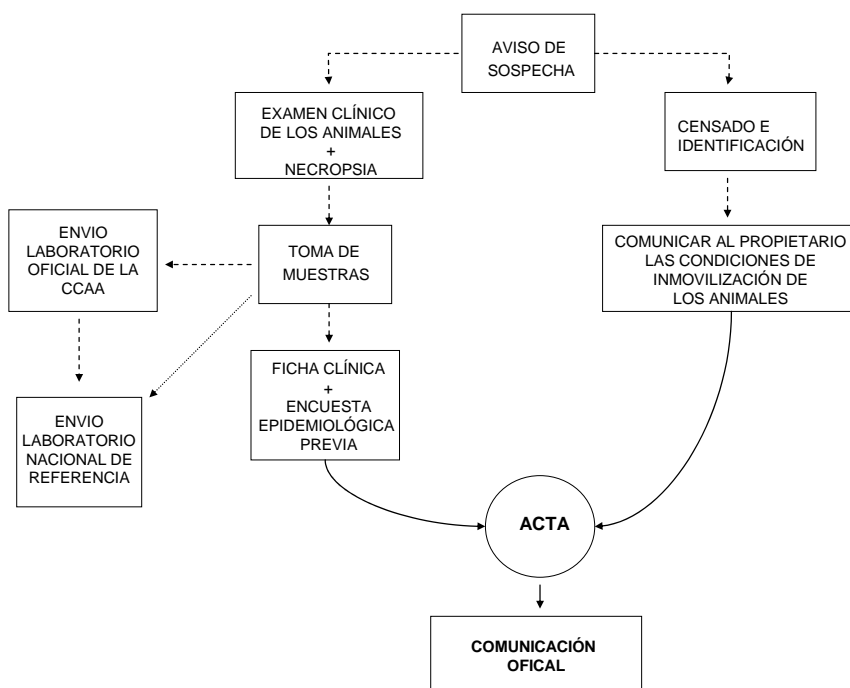 AVISO DE
SOSPECHA
EXAMEN CLÍNICO
DE LOS ANIMALES
+
NECROPSIA
CENSADO E
IDENTIFICACIÓN
ENVIO
LABORATORIO
OFICIAL DE LA
CCAA
TOMA DE
MUESTRAS
COMUNICAR AL PROPIETARIO
LAS CONDICIONES DE
INMOVILIZACIÓN DE
LOS ANIMALES
ENVIO
LABORATORIO
NACIONAL DE
REFERENCIA
FICHA CLÍNICA
+
ENCUESTA
EPIDEMIOLÓGICA
PREVIA
ACTA
COMUNICACIÓN
OFICAL